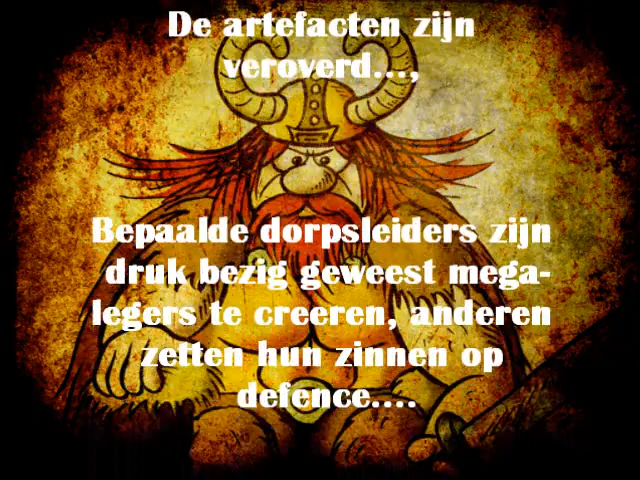 De artefacten zijn
veroverd...,
Bepaalde dorpsleiders zijn
druk bezig geweest mega-
legers te creeren, anderen
zetten hun zinnen op
defence....